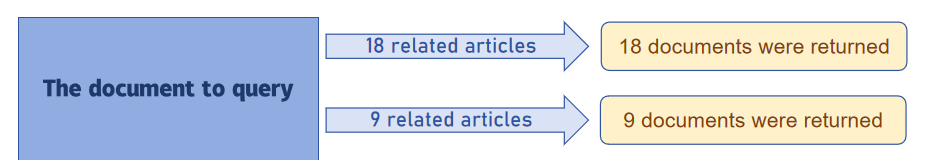 The document to query
18 related articles
18 documents were returned
9 related articles
9 documents were returned